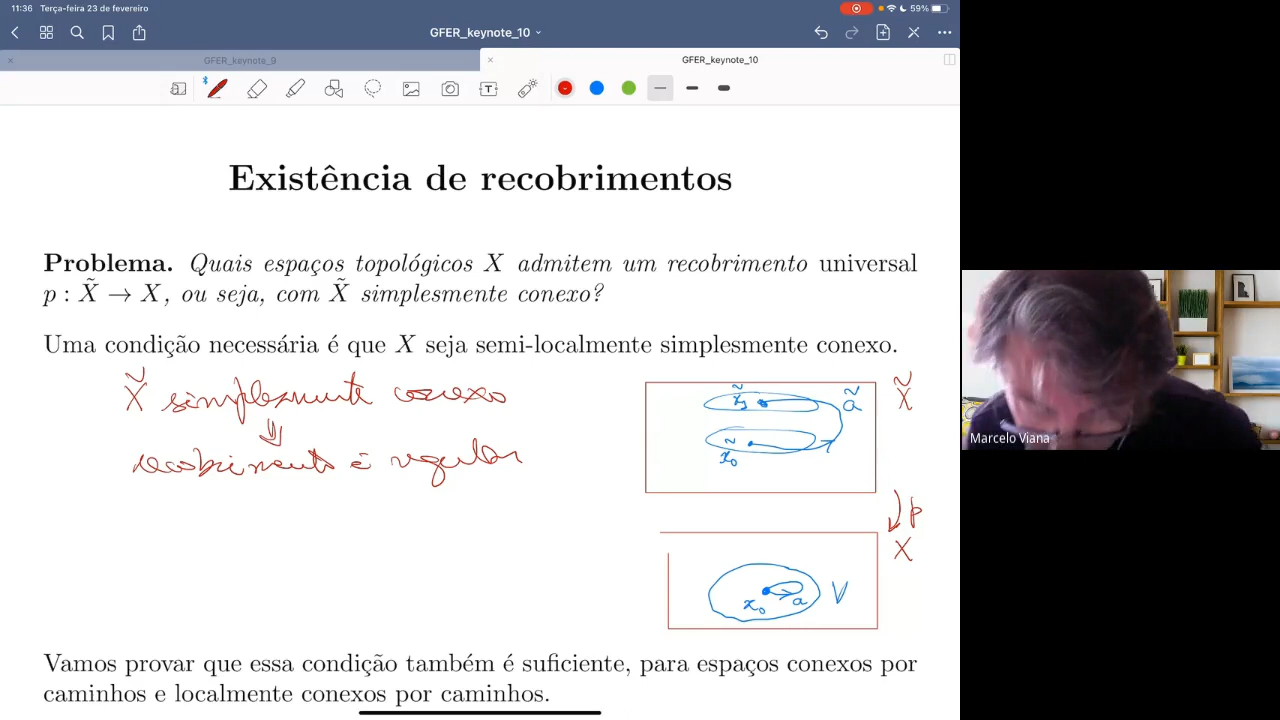 11:36 Terça-feira 23 de fevereiro
59%
GFER_keynote_10
GFER_keynote_9
GFER_keynote_10
T
Existência de recobrimentos
Problema. Quais espaços topológicos X admitem um recobrimento universal
p : X̃ → X, ou seja, com X̃ simplesmente conexo?
Uma condição necessária é que X seja semi-localmente simplesmente conexo.
X̃ simplesmente conexo
⇓
recobrimento é regular
x̃₁ ã X̃
x̃₀
p
X
x₀ a V
Vamos provar que essa condição também é suficiente, para espaços conexos por
caminhos e localmente conexos por caminhos.
Marcelo Viana